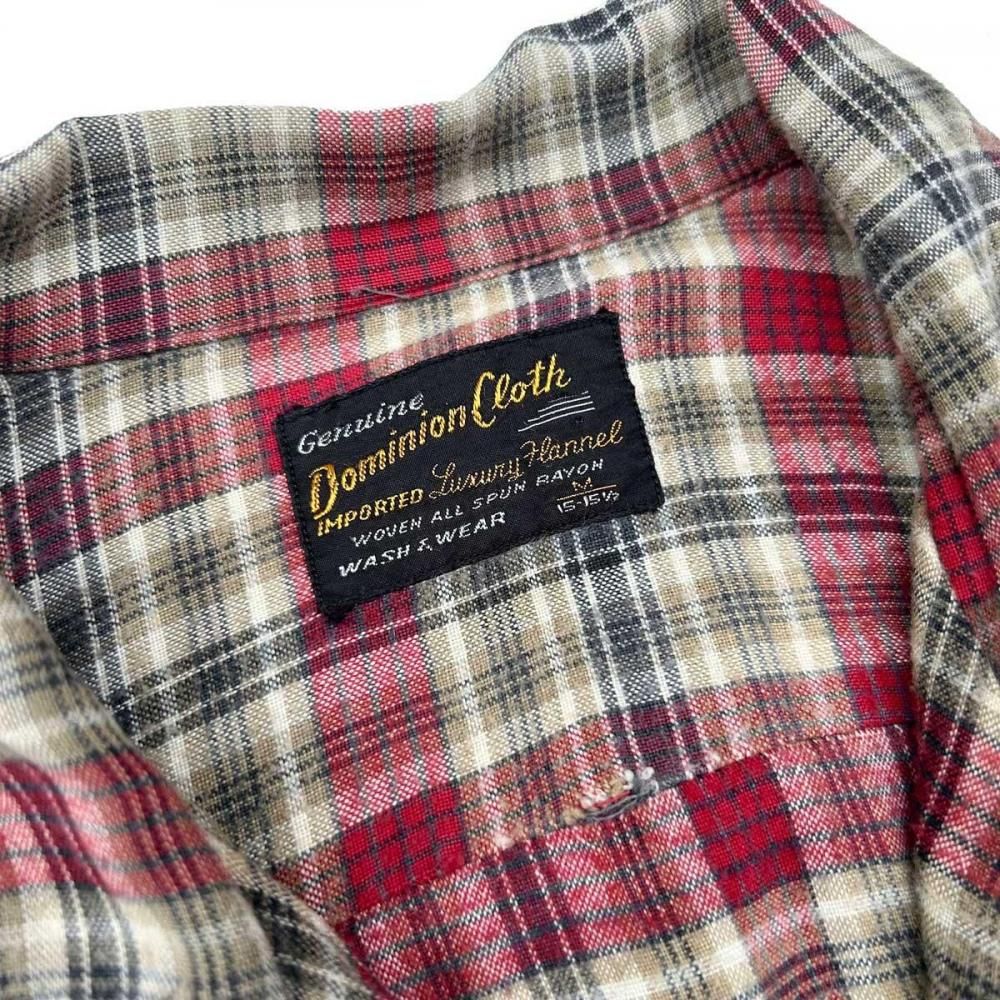 Genuine
Dominion Cloth
IMPORTED Luxury Flannel
WOVEN ALL SPUN RAYON
WASH & WEAR
M
15-15½